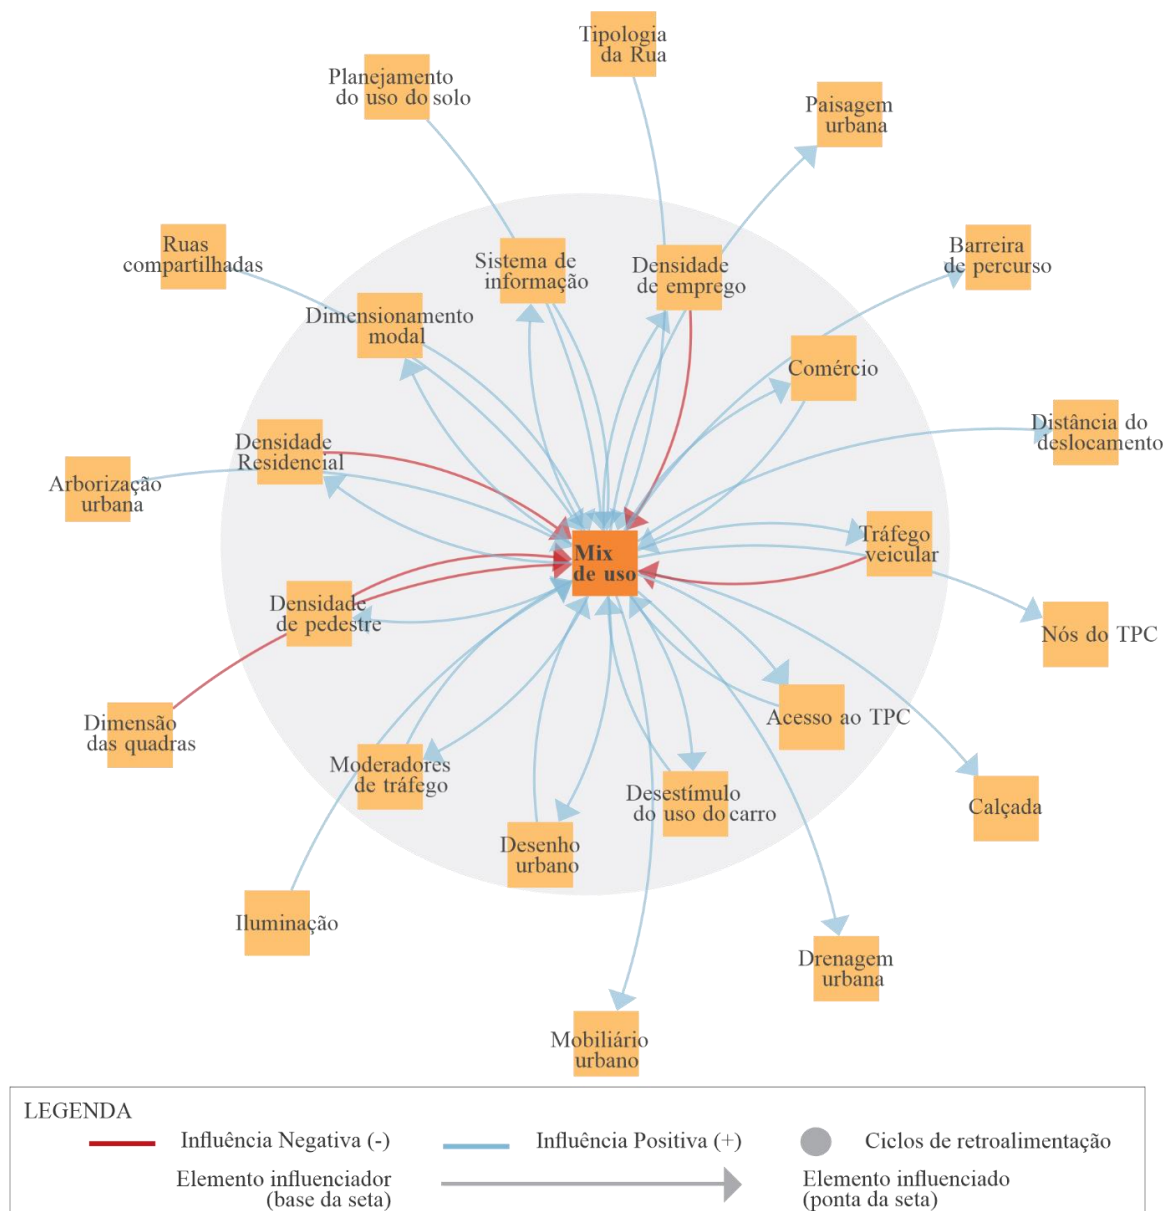 Tipologia
da Rua
Planejamento
do uso do solo
Paisagem
urbana
Ruas
compartilhadas
Sistema de
informação
Densidade
de emprego
Barreira
de percurso
Dimensionamento
modal
Comércio
Distância do
deslocamento
Densidade
Residencial
Arborização
urbana
Tráfego
veicular
Mix
de uso
Densidade
de pedestre
Nós do TPC
Dimensão
das quadras
Acesso ao TPC
Moderadores
de tráfego
Desestímulo
do uso do carro
Calçada
Desenho
urbano
Iluminação
Drenagem
urbana
Mobiliário
urbano
LEGENDA
Influência Negativa (-)
Influência Positiva (+)
Ciclos de retroalimentação
Elemento influenciador
(base da seta)
Elemento influenciado
(ponta da seta)